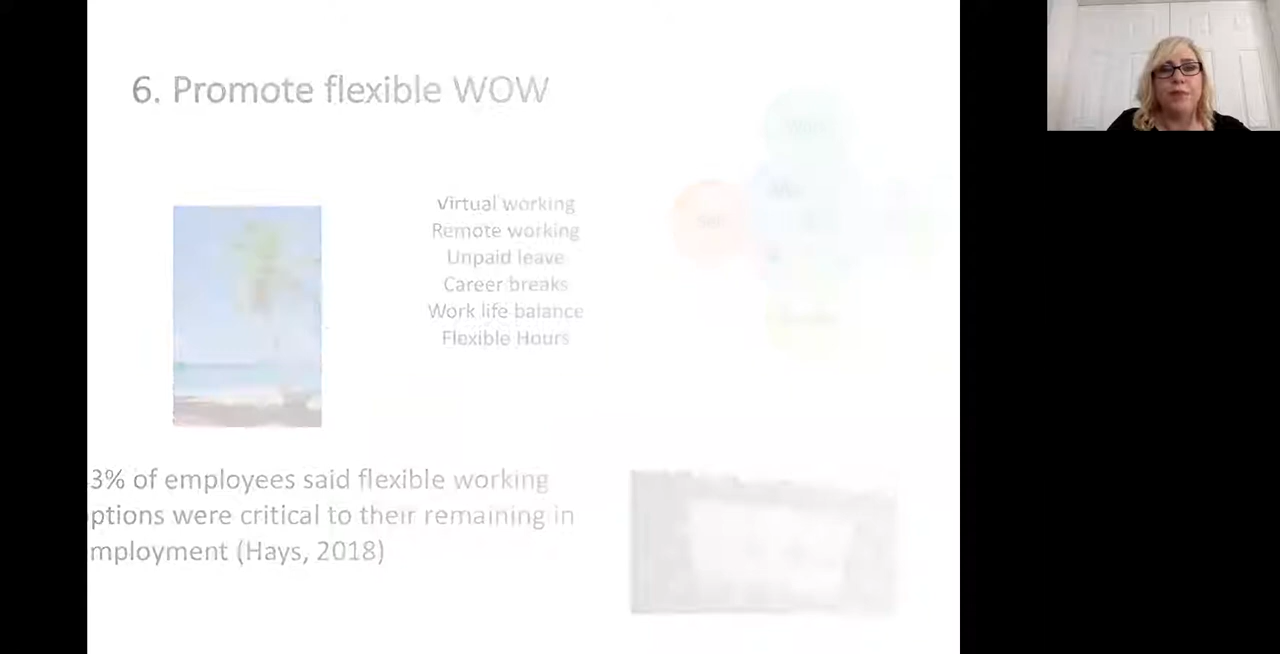 6. Promote flexible WOW
Virtual working
Remote working
Unpaid leave
Career breaks
Work life balance
Flexible Hours
3% of employees said flexible working
ptions were critical to their remaining in
mployment (Hays, 2018)